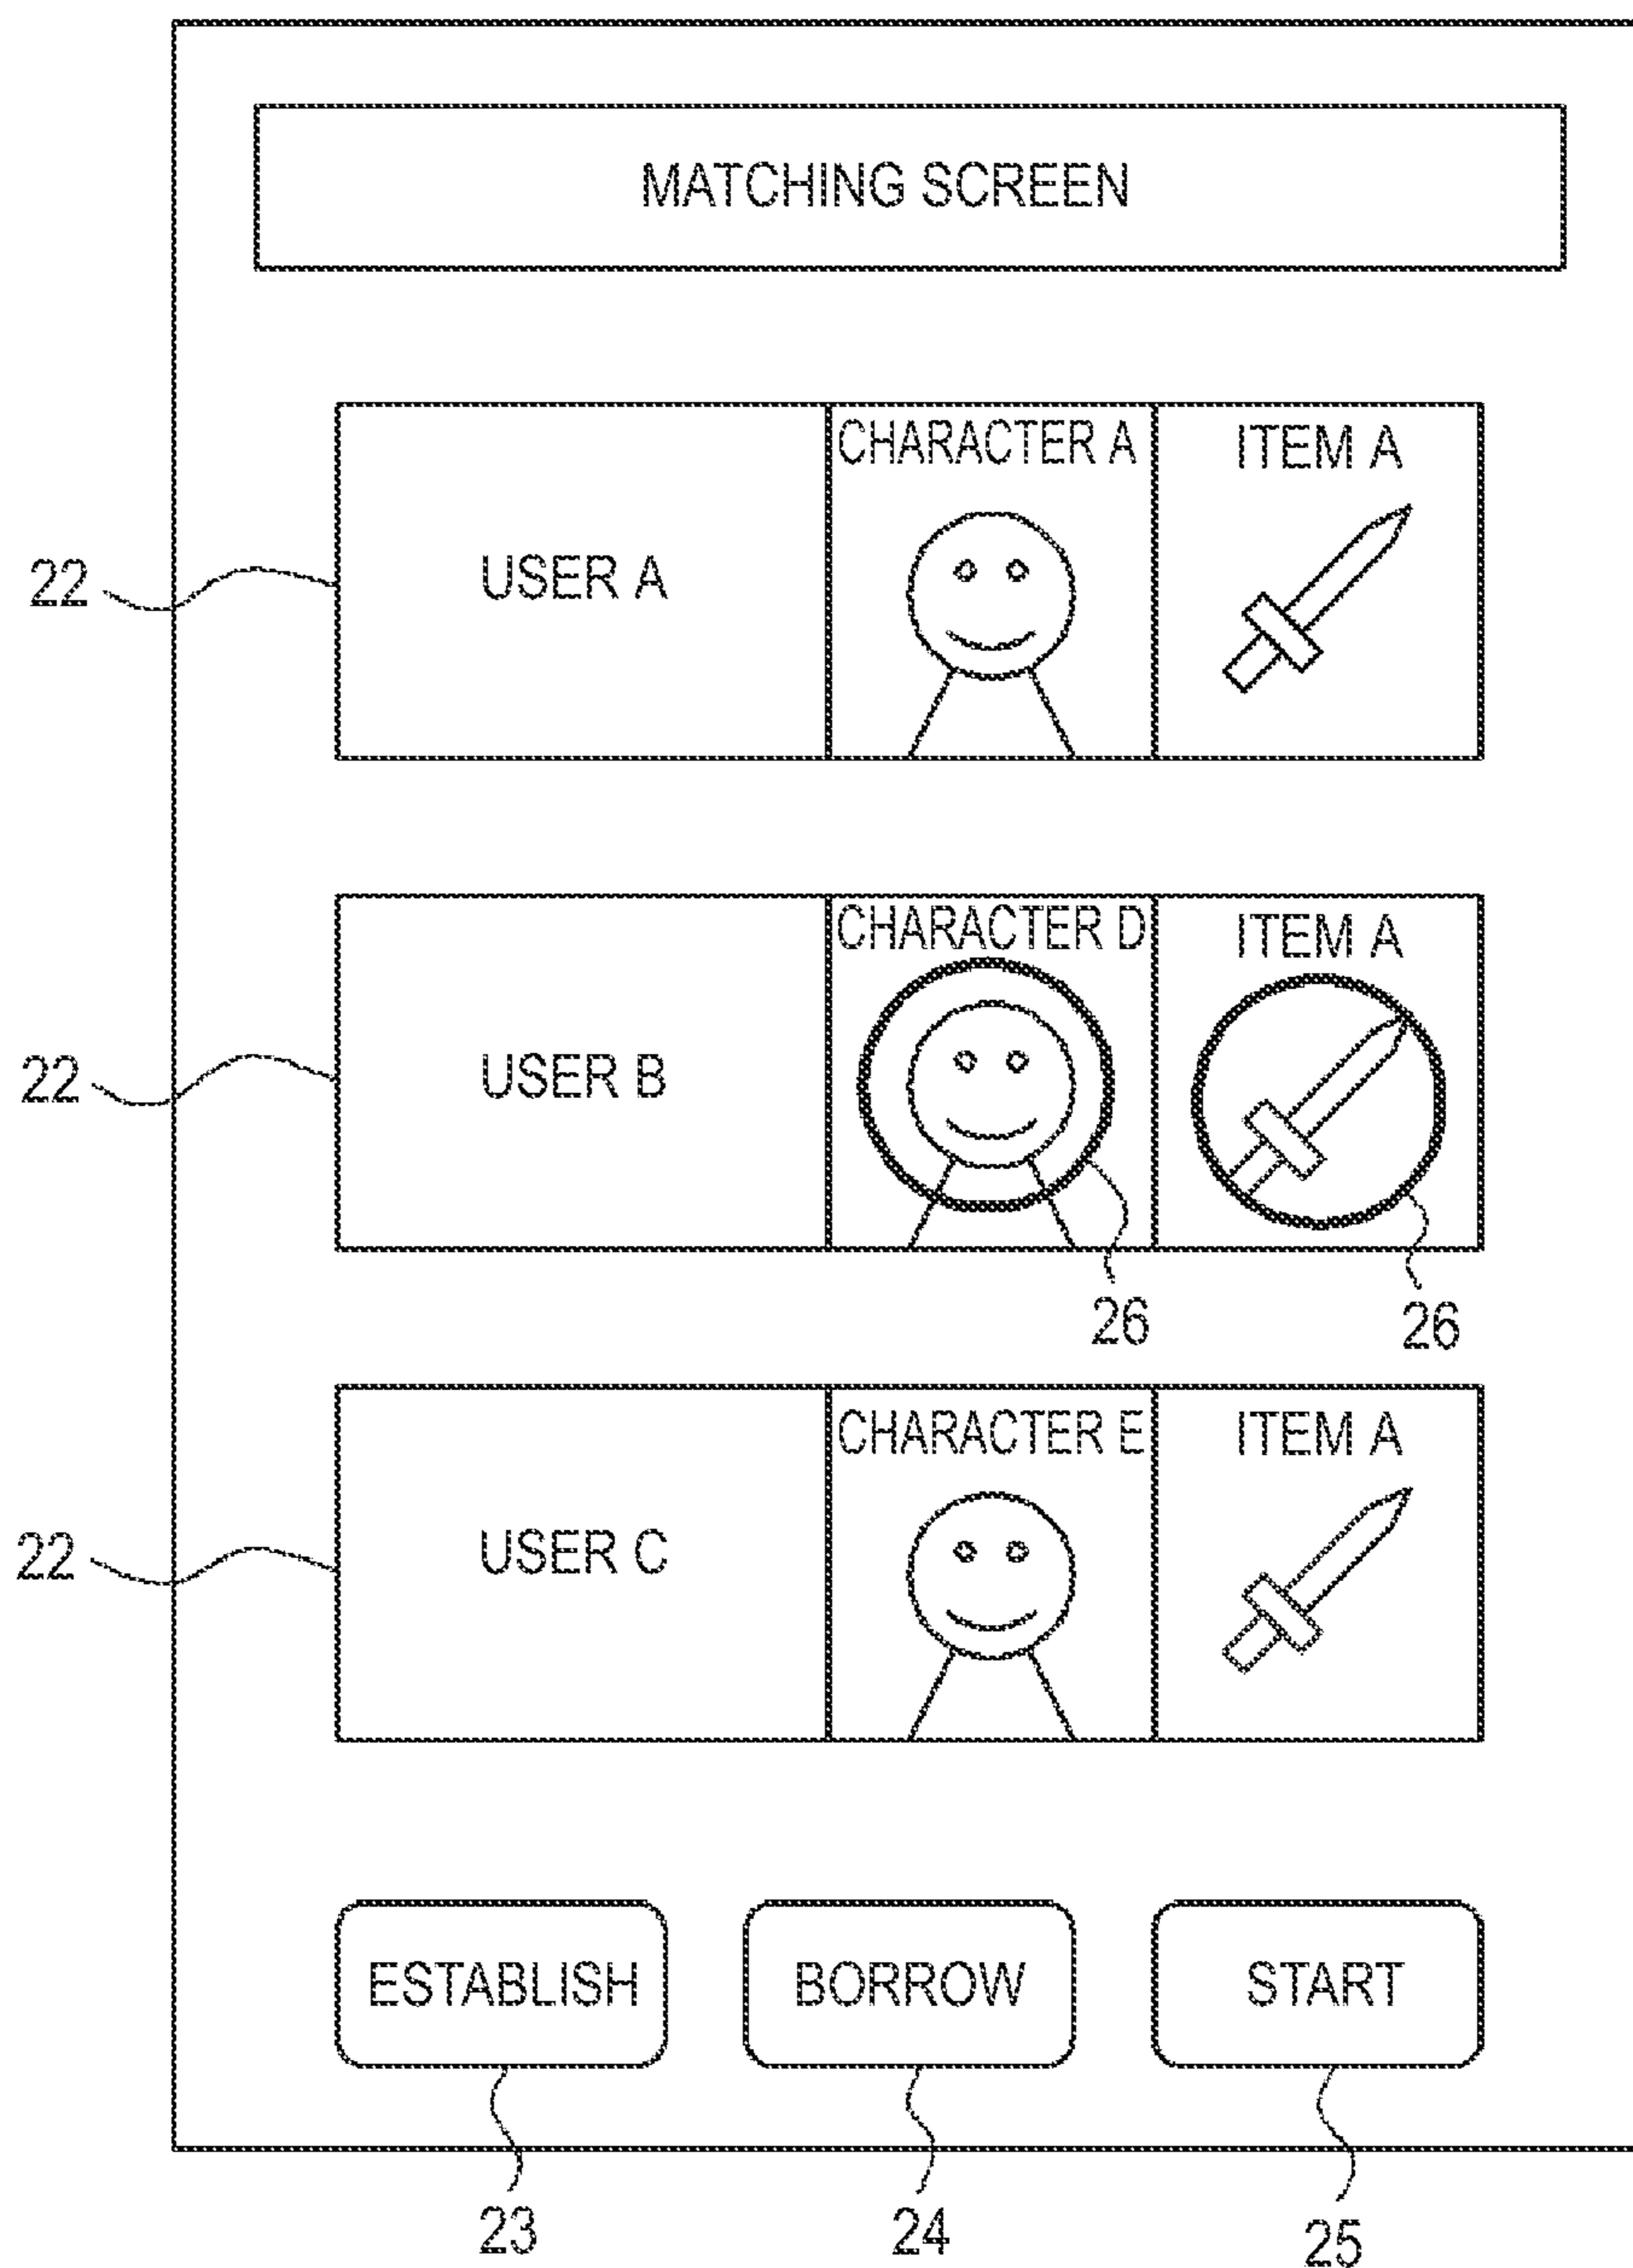 MATCHING SCREEN
CHARACTER A
ITEM A
22
USER A
CHARACTER D
ITEM A
22
USER B
26
26
CHARACTER E
ITEM A
22
USER C
ESTABLISH
BORROW
START
23
24
25